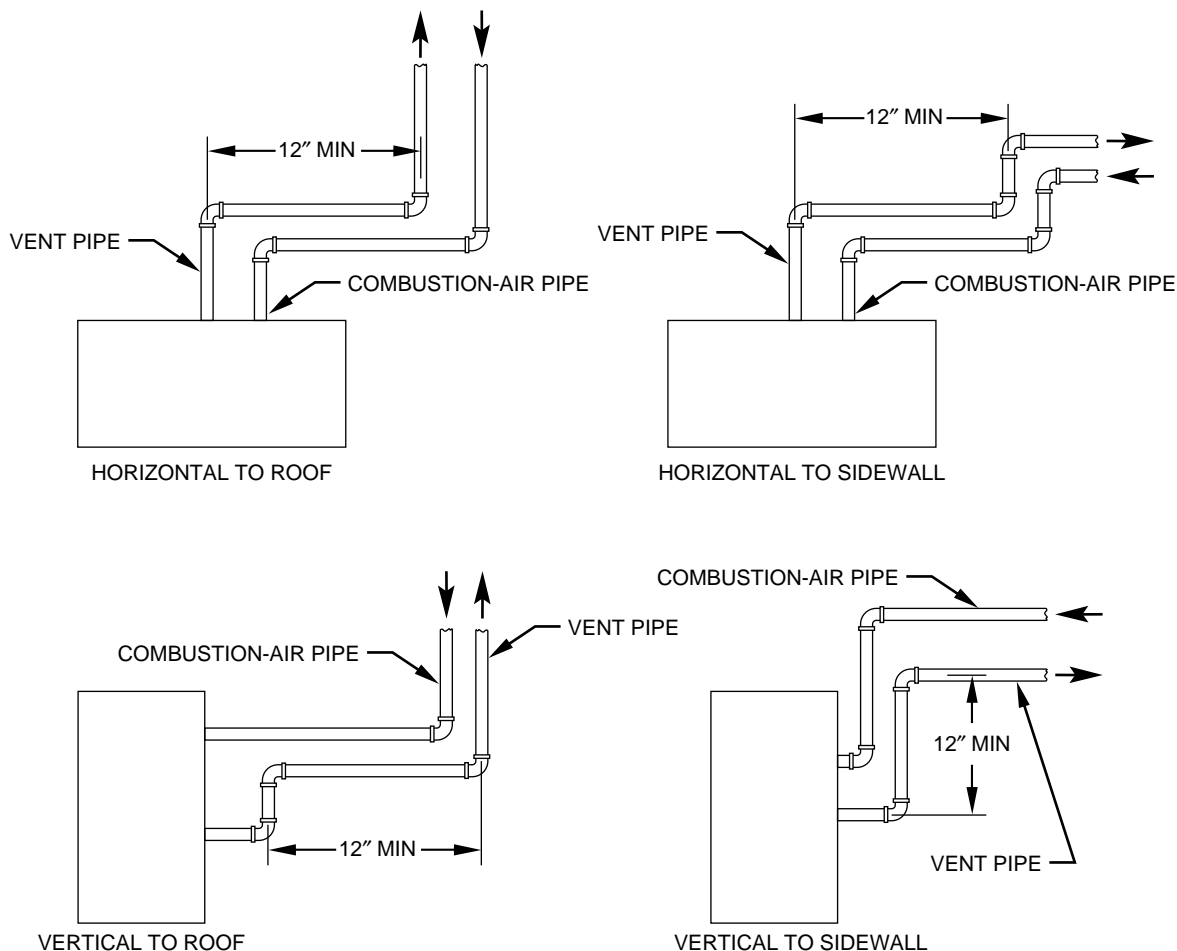 12″ MIN
VENT PIPE
COMBUSTION-AIR PIPE
HORIZONTAL TO ROOF
12″ MIN
VENT PIPE
COMBUSTION-AIR PIPE
HORIZONTAL TO SIDEWALL
COMBUSTION-AIR PIPE
VENT PIPE
12″ MIN
VERTICAL TO ROOF
COMBUSTION-AIR PIPE
12″ MIN
VENT PIPE
VERTICAL TO SIDEWALL